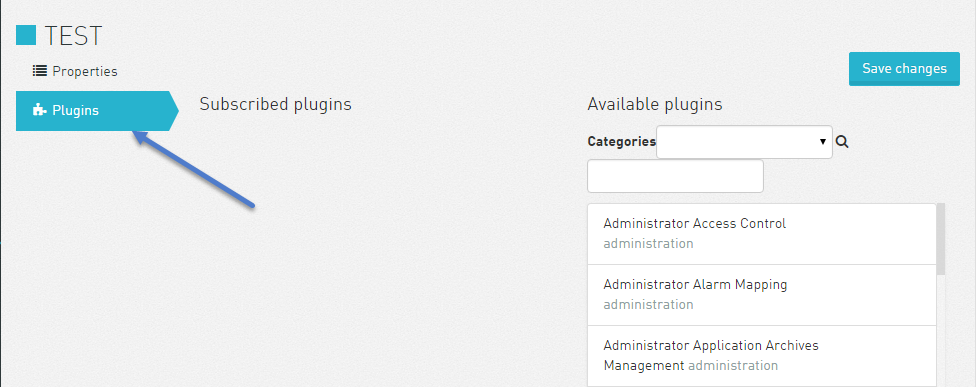 TEST
Properties
Save changes
Plugins
Subscribed plugins
Available plugins
Categories
Administrator Access Control
administration
Administrator Alarm Mapping
administration
Administrator Application Archives
Management administration